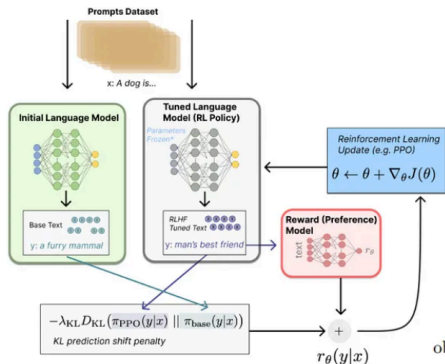 Prompts Dataset
x: A dog is...
Initial Language Model
Tuned Language
Model (RL Policy)
Parameters
Frozen*
Reinforcement Learning
Update (e.g. PPO)
θ ← θ + ∇θJ(θ)
Base Text
y: a furry mammal
RLHF
Tuned Text
y: man's best friend
Reward (Preference)
Model
text
rθ
−λKL DKL(πPPO(y|x) || πbase(y|x))
KL prediction shift penalty
+
rθ(y|x)